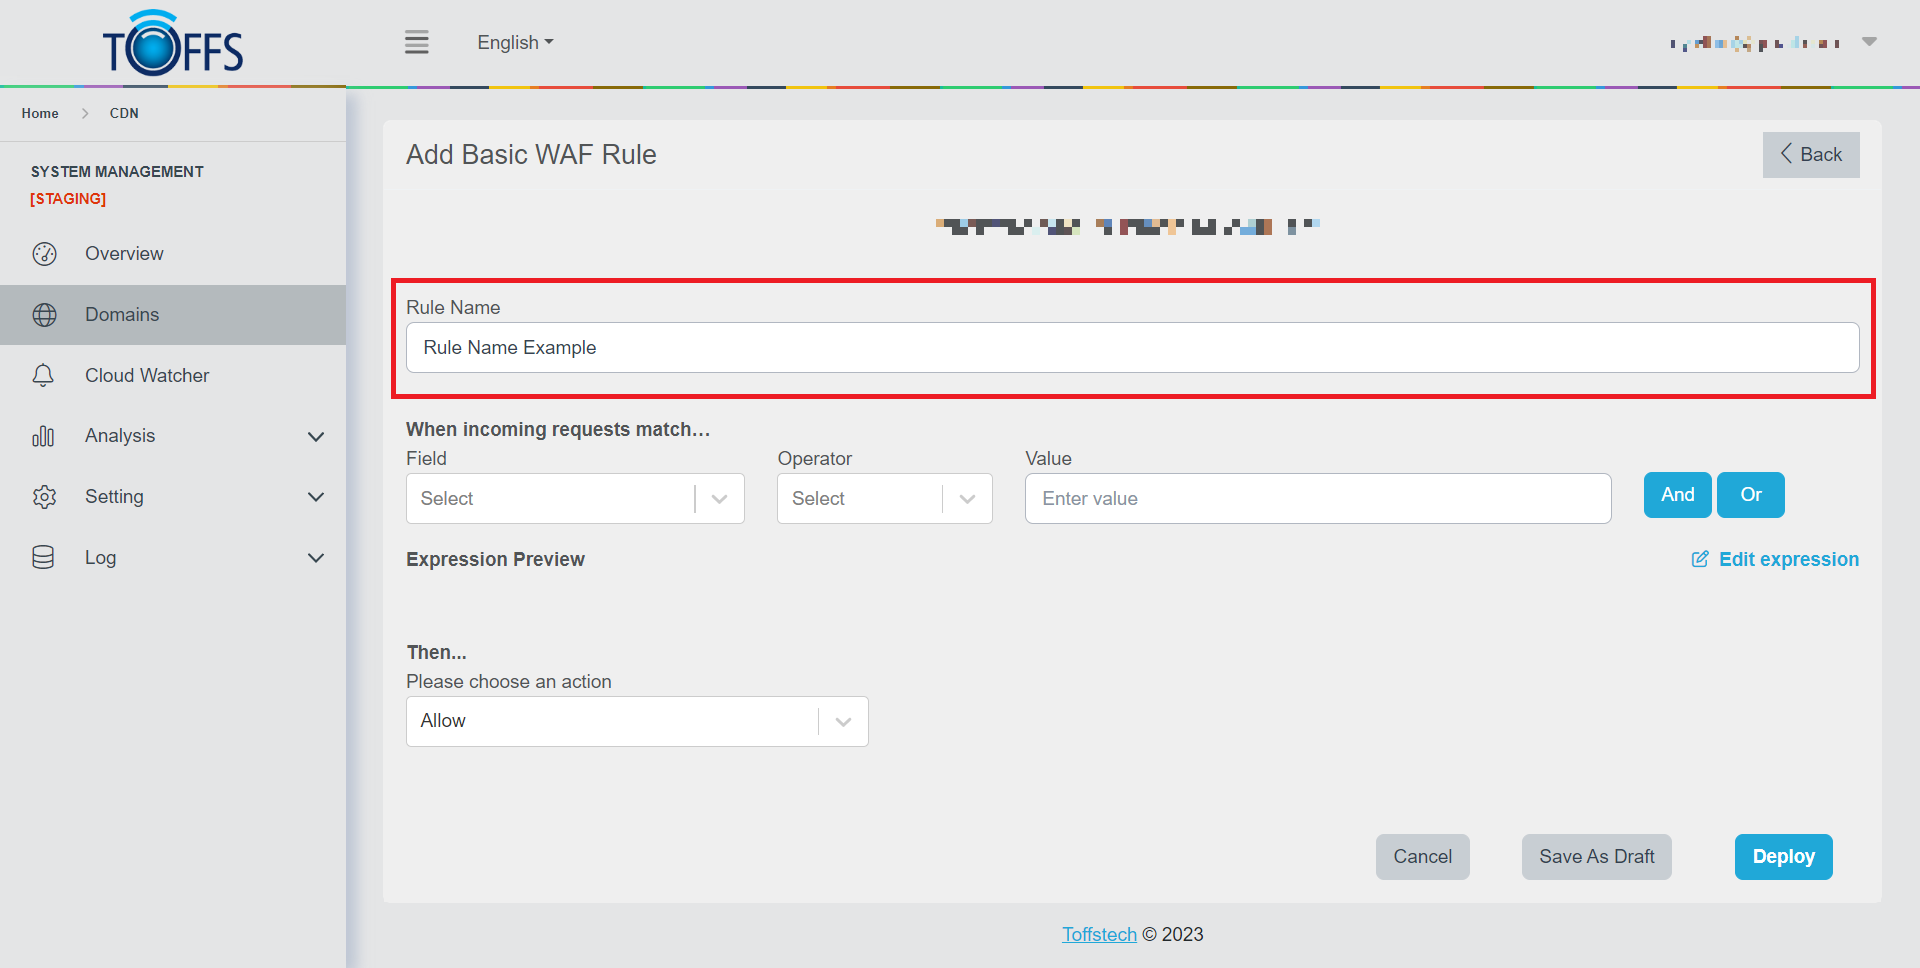 TOFFS
English
Home > CDN
SYSTEM MANAGEMENT
[STAGING]
Overview
Domains
Cloud Watcher
Analysis
Setting
Log
Add Basic WAF Rule
Back
Rule Name
Rule Name Example
When incoming requests match...
Field Operator Value
Select Select Enter value And Or
Expression Preview Edit expression
Then...
Please choose an action
Allow
Cancel Save As Draft Deploy
Toffstech © 2023